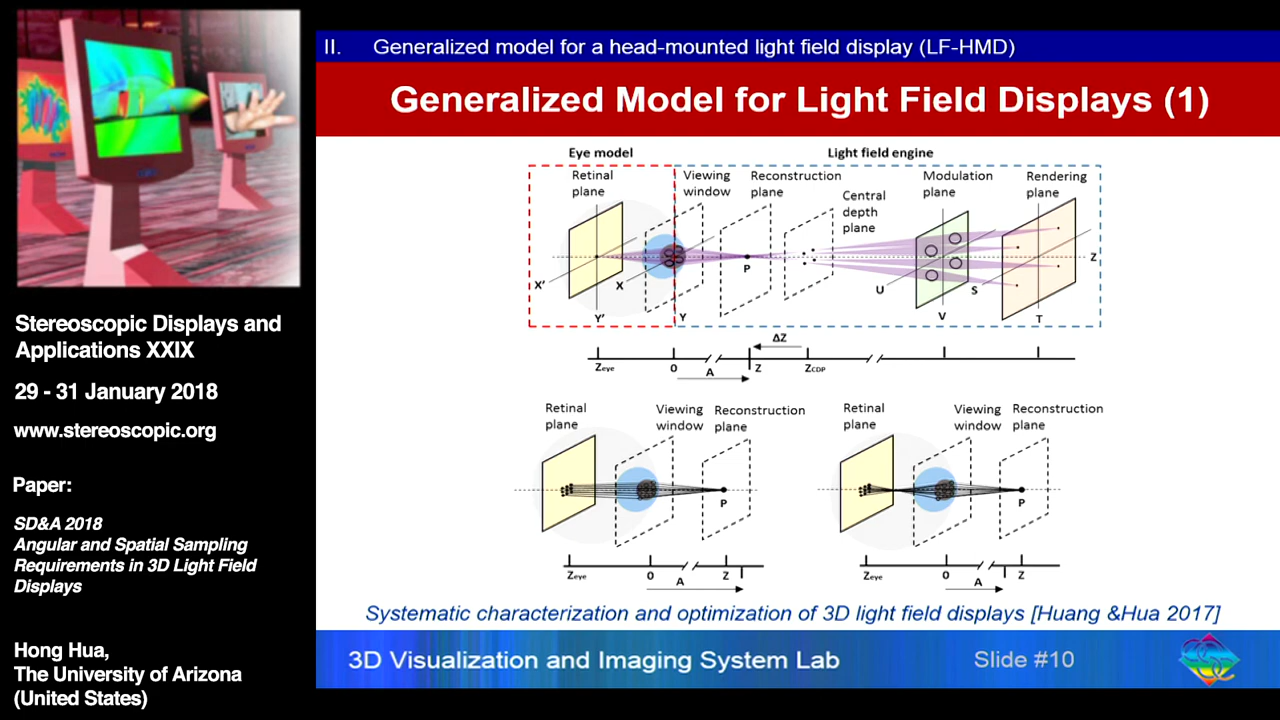 Stereoscopic Displays and
Applications XXIX
29 - 31 January 2018
www.stereoscopic.org
Paper:
SD&A 2018
Angular and Spatial Sampling
Requirements in 3D Light Field
Displays
Hong Hua,
The University of Arizona
(United States)
II. Generalized model for a head-mounted light field display (LF-HMD)
Generalized Model for Light Field Displays (1)
Eye model
Light field engine
Retinal
plane
Viewing
window
Reconstruction
plane
Central
depth
plane
Modulation
plane
Rendering
plane
P
Z
X'
X
U
S
Y'
Y
V
T
ΔZ
Zeye
0
A
Z
ZCDP
Retinal
plane
Viewing
window
Reconstruction
plane
P
Zeye
0
A
Z
Retinal
plane
Viewing
window
Reconstruction
plane
P
Zeye
0
A
Z
Systematic characterization and optimization of 3D light field displays [Huang &Hua 2017]
3D Visualization and Imaging System Lab
Slide #10